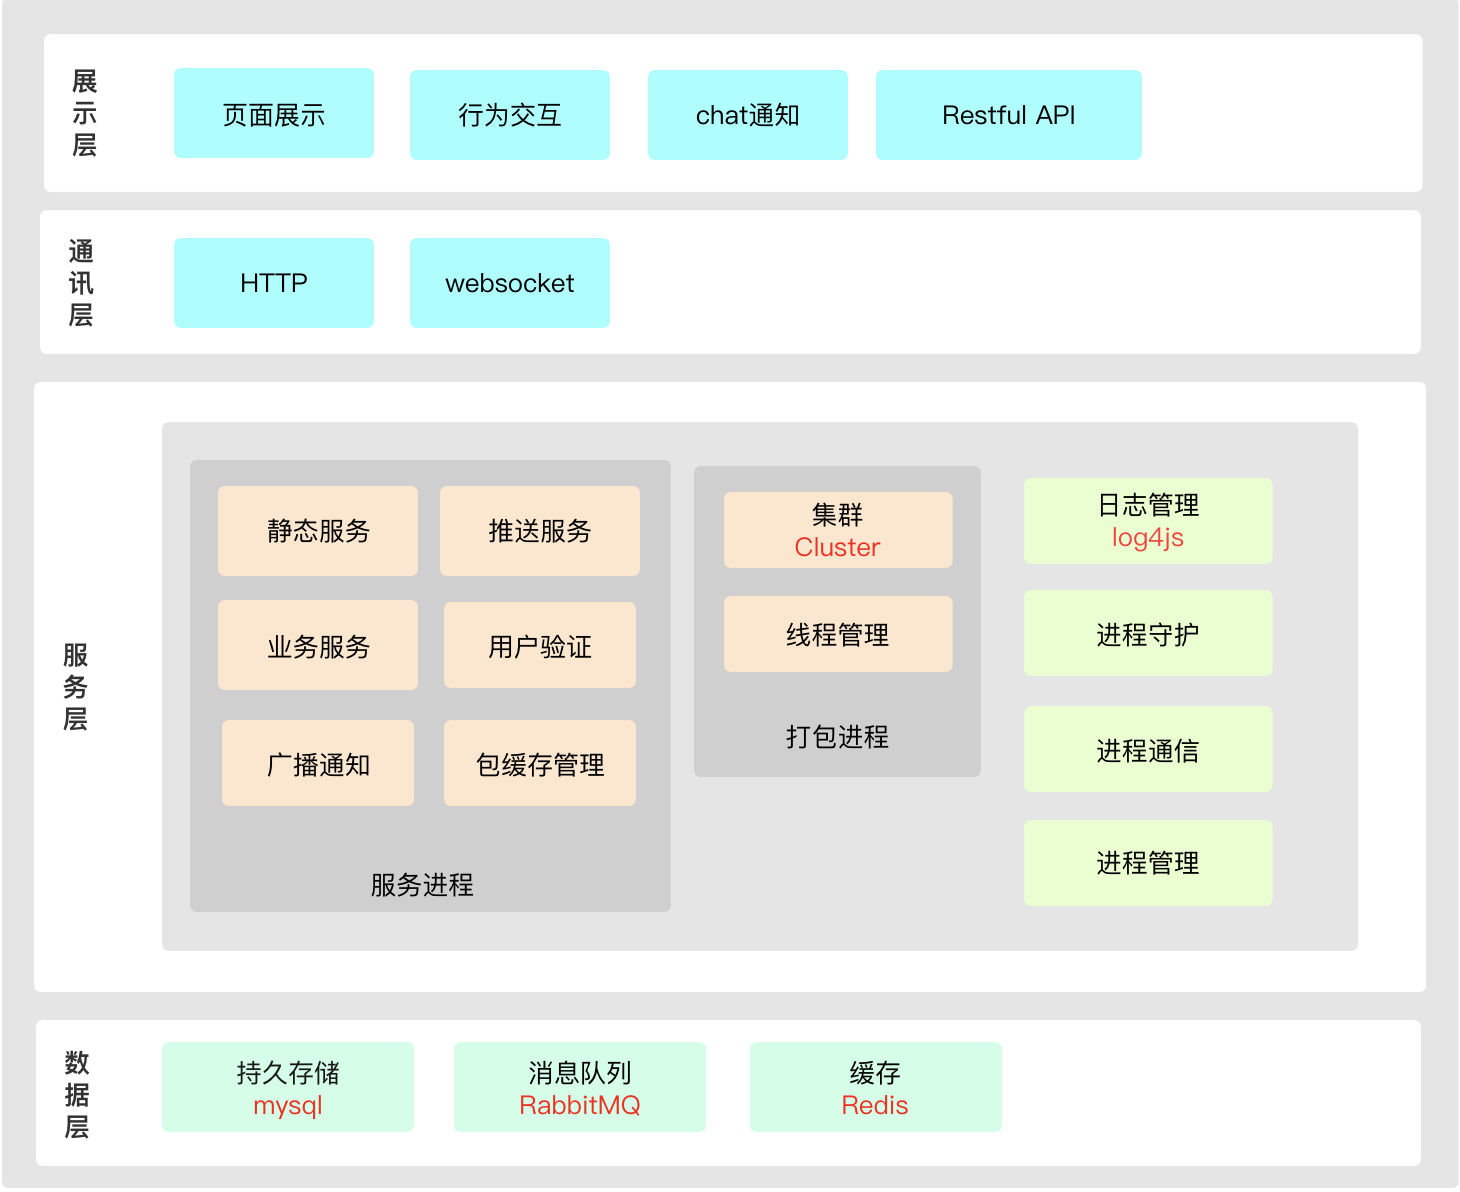 展
示
层
页面展示
行为交互
chat通知
Restful API
通
讯
层
HTTP
websocket
服
务
层
静态服务
推送服务
业务服务
用户验证
广播通知
包缓存管理
服务进程
集群
Cluster
线程管理
打包进程
日志管理
log4js
进程守护
进程通信
进程管理
数
据
层
持久存储
mysql
消息队列
RabbitMQ
缓存
Redis